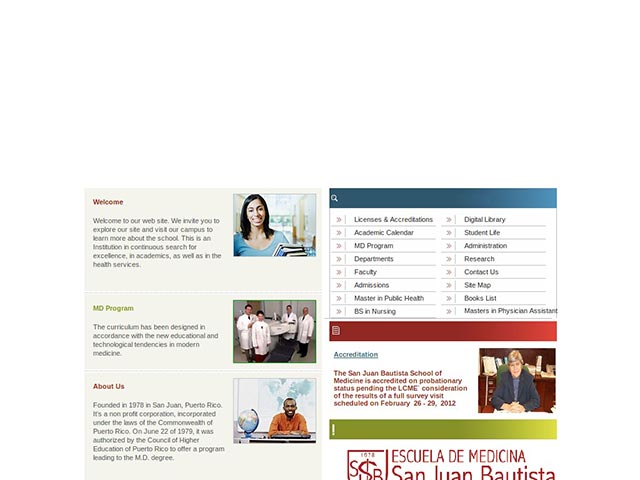 Welcome
Welcome to our web site. We invite you to
explore our site and visit our campus to
learn more about the school. This is an
Institution in continuous search for
excellence, in academics, as well as in the
health services.
MD Program
The curriculum has been designed in
accordance with the new educational and
technological tendencies in modern
medicine.
About Us
Founded in 1978 in San Juan, Puerto Rico.
It's a non profit corporation, incorporated
under the laws of the Commonwealth
of Puerto Rico. On June 22 of 1979, it was
authorized by the Council of Higher
Education of Puerto Rico to offer a program
leading to the M.D. degree.
Licenses & Accreditations
Academic Calendar
MD Program
Departments
Faculty
Admissions
Master in Public Health
BS in Nursing
Digital Library
Student Life
Administration
Research
Contact Us
Site Map
Books List
Masters in Physician Assistant
Accreditation
The San Juan Bautista School of
Medicine is accredited on probationary
status pending the LCME consideration
of the results of a full survey visit
scheduled on February 26 - 29, 2012
1978
SJB
ESCUELA DE MEDICINA
San Juan Bautista